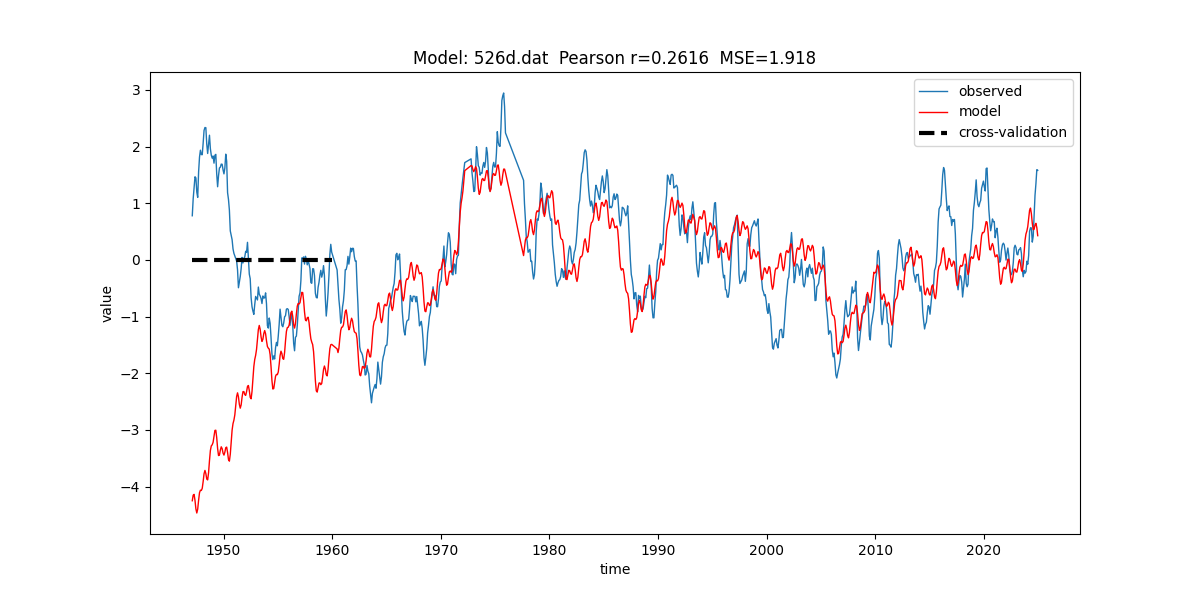 Model: 526d.dat  Pearson r=0.2616  MSE=1.918
observed
model
cross-validation
3
2
1
0
−1
−2
−3
−4
value
1950 1960 1970 1980 1990 2000 2010 2020
time